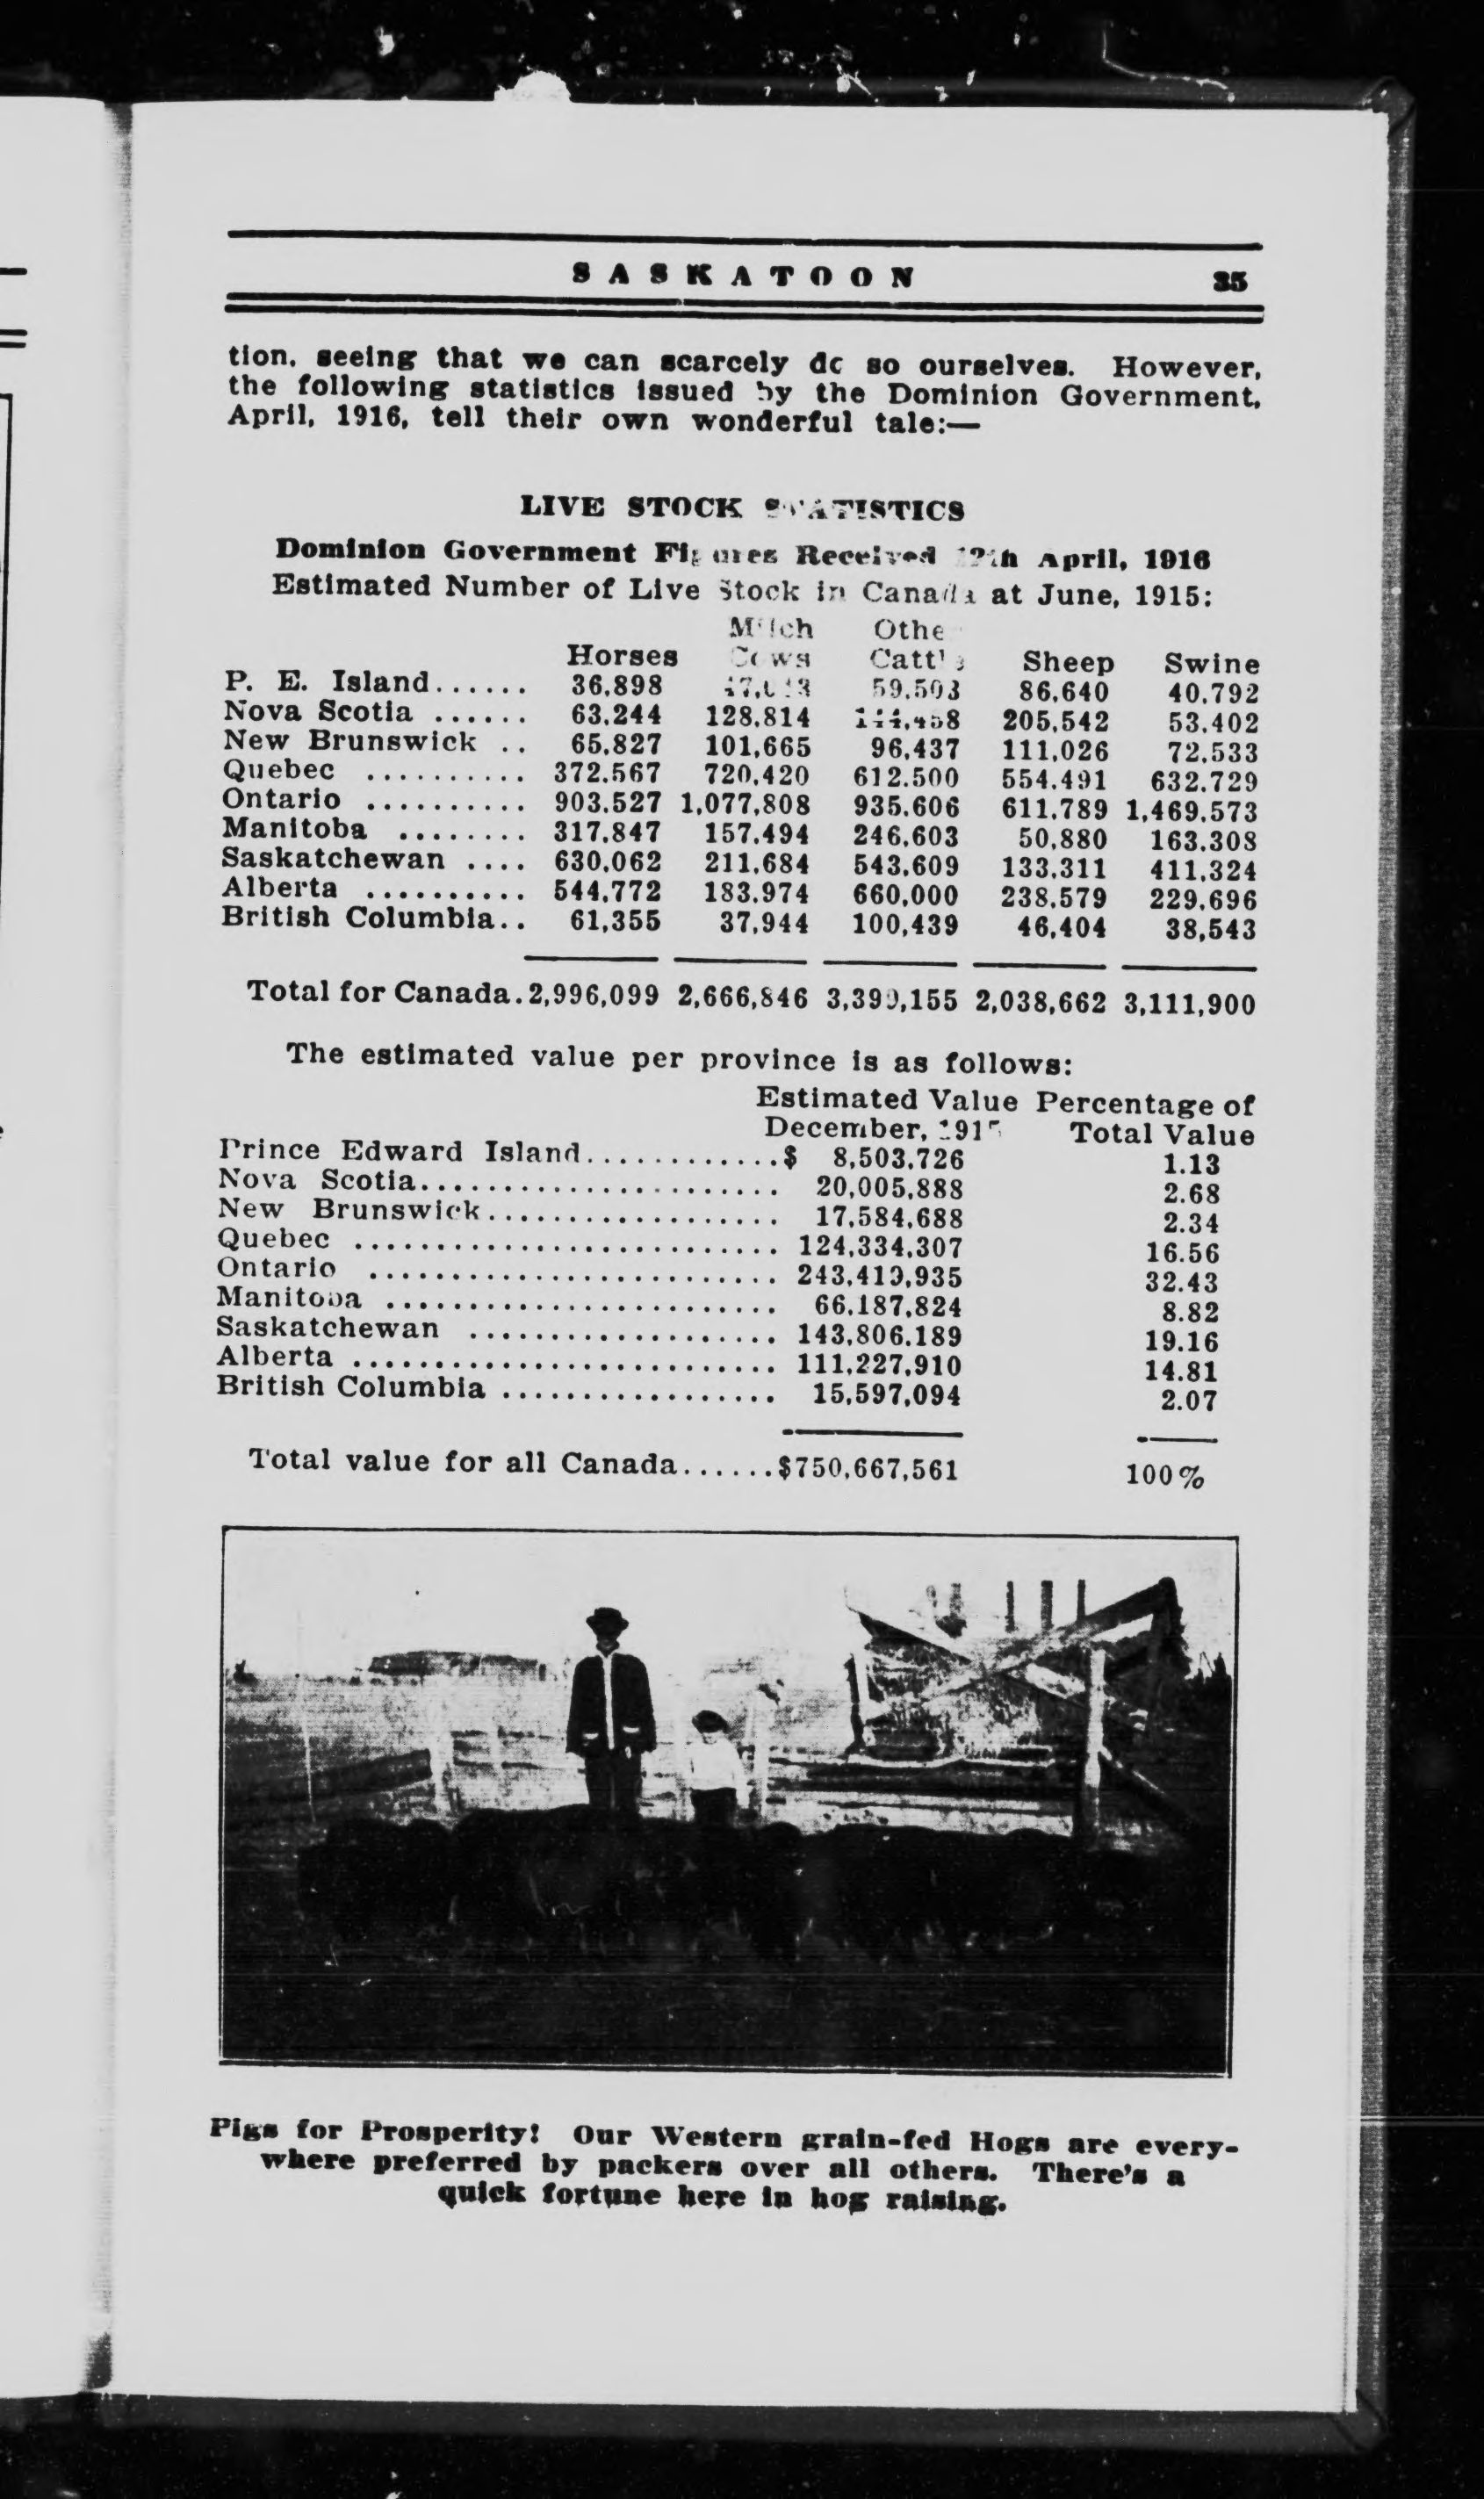 SASKATOON 35
tion, seeing that we can scarcely do so ourselves. However,
the following statistics issued by the Dominion Government,
April, 1916, tell their own wonderful tale:—
LIVE STOCK STATISTICS
Dominion Government Figures Received April, 1916
Estimated Number of Live Stock in Canada at June, 1915:
Milch Other
Horses Cows Cattle Sheep Swine
P. E. Island...... 36,898 59,503 86,640 40,792
Nova Scotia ...... 63,244 128,814 205,542 53,402
New Brunswick .. 65,827 101,665 96,437 111,026 72,533
Quebec .......... 372,567 720,420 612,500 554,491 632,729
Ontario .......... 903,527 1,077,808 935,606 611,789 1,469,573
Manitoba ........ 317,847 157,494 246,603 50,880 163,308
Saskatchewan .... 630,062 211,684 543,609 133,311 411,324
Alberta .......... 544,772 183,974 660,000 238,579 229,696
British Columbia.. 61,355 37,944 100,439 46,404 38,543
Total for Canada. 2,996,099 2,666,846 3,399,155 2,038,662 3,111,900
The estimated value per province is as follows:
Estimated Value Percentage of
December, 1915 Total Value
Prince Edward Island............$ 8,503,726 1.13
Nova Scotia...................... 20,005,888 2.68
New Brunswick.................. 17,584,688 2.34
Quebec .......................... 124,334,307 16.56
Ontario ......................... 243,419,935 32.43
Manitoba ........................ 66,187,824 8.82
Saskatchewan ................... 143,806,189 19.16
Alberta .......................... 111,227,910 14.81
British Columbia ................. 15,597,094 2.07
Total value for all Canada......$750,667,561 100%
Pigs for Prosperity! Our Western grain-fed Hogs are every-
where preferred by packers over all others. There's a
quick fortune here in hog raising.